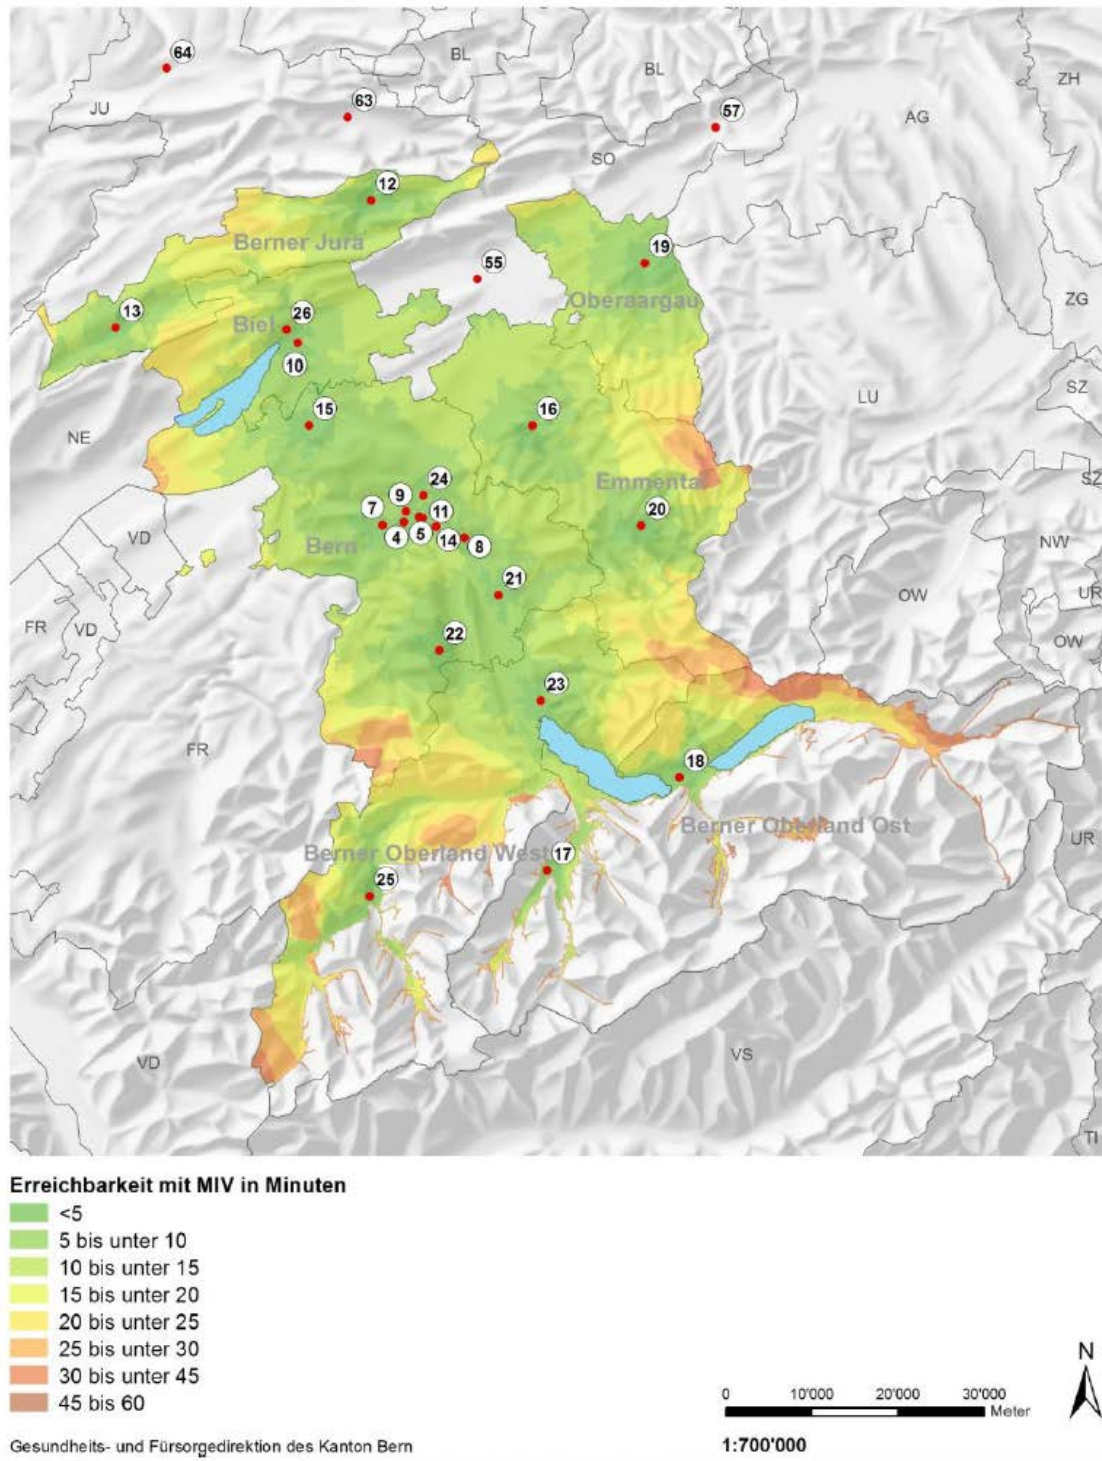 64
BL
BL
ZH
JU
63
57
AG
SO
12
Berner Jura
19
55
Oberaargau
ZG
13
26
Biel
10
SZ
LU
15
16
NE
24
Emmental
SZ
9
7
11
20
VD
4
5
14
8
NW
Bern
21
OW
UR
FR
VD
22
OW
23
FR
18
UR
Berner Oberland Ost
Berner Oberland West
17
25
VD
VS
TI
Erreichbarkeit mit MIV in Minuten
<5
5 bis unter 10
10 bis unter 15
15 bis unter 20
20 bis unter 25
25 bis unter 30
30 bis unter 45
45 bis 60
N
0 10'000 20'000 30'000
Meter
Gesundheits- und Fürsorgedirektion des Kanton Bern
1:700'000